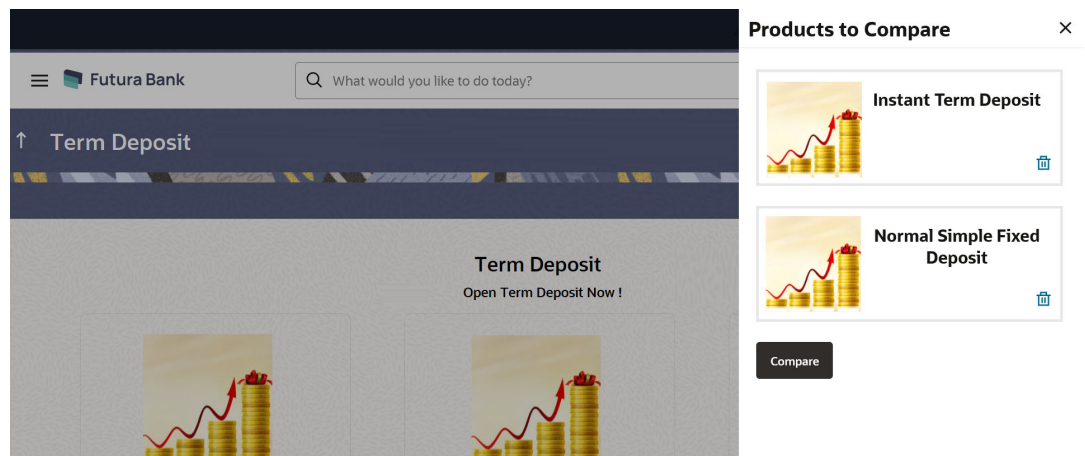 Products to Compare
Futura Bank
What would you like to do today?
Term Deposit
Instant Term Deposit
Normal Simple Fixed
Deposit
Term Deposit
Open Term Deposit Now !
Compare